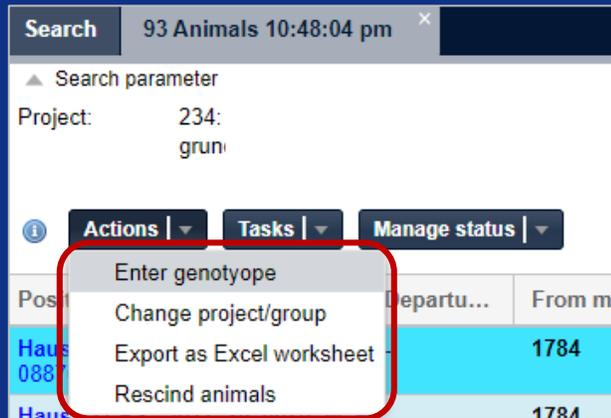 Search 93 Animals 10:48:04 pm ×
Search parameter
Project: 234:
Actions Tasks Manage status
Enter genotyope
Change project/group
Export as Excel worksheet
Rescind animals
From m
1784
0887
1784